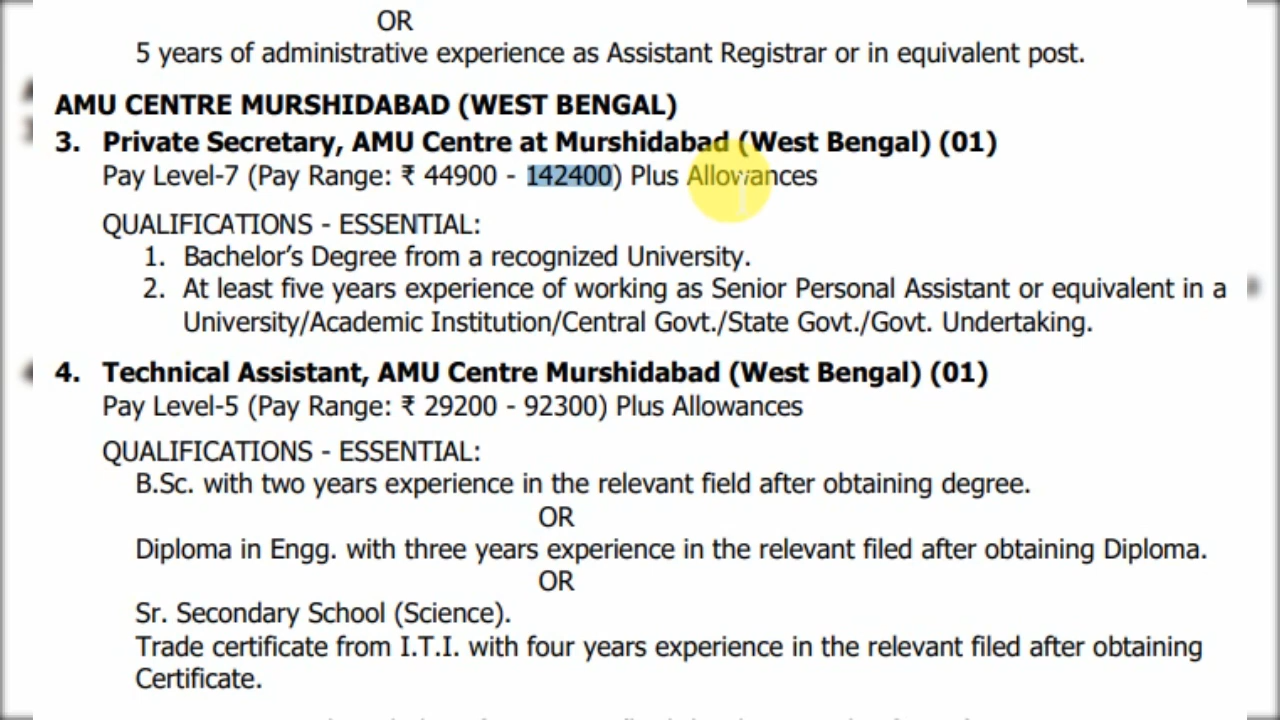 OR
5 years of administrative experience as Assistant Registrar or in equivalent post.
AMU CENTRE MURSHIDABAD (WEST BENGAL)
3. Private Secretary, AMU Centre at Murshidabad (West Bengal) (01)
Pay Level-7 (Pay Range: ₹ 44900 - 142400) Plus Allowances
QUALIFICATIONS - ESSENTIAL:
1. Bachelor’s Degree from a recognized University.
2. At least five years experience of working as Senior Personal Assistant or equivalent in a
University/Academic Institution/Central Govt./State Govt./Govt. Undertaking.
4. Technical Assistant, AMU Centre Murshidabad (West Bengal) (01)
Pay Level-5 (Pay Range: ₹ 29200 - 92300) Plus Allowances
QUALIFICATIONS - ESSENTIAL:
B.Sc. with two years experience in the relevant field after obtaining degree.
OR
Diploma in Engg. with three years experience in the relevant filed after obtaining Diploma.
OR
Sr. Secondary School (Science).
Trade certificate from I.T.I. with four years experience in the relevant filed after obtaining
Certificate.